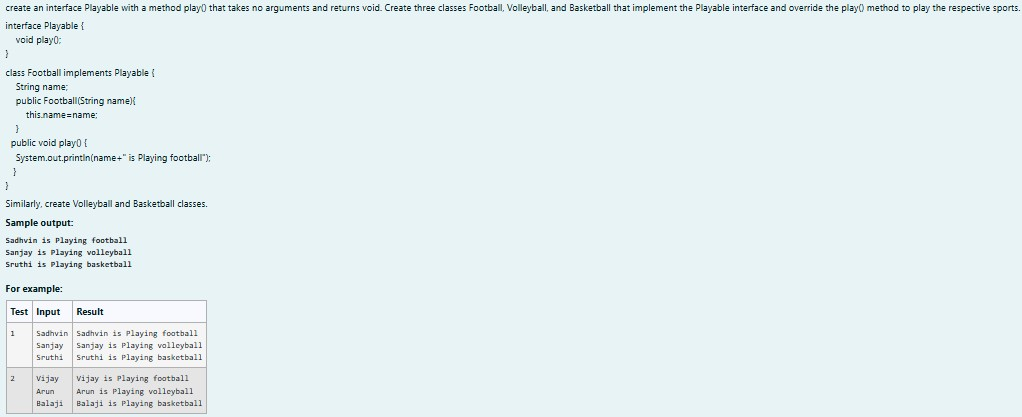 create an interface Playable with a method play() that takes no arguments and returns void. Create three classes Football, Volleyball, and Basketball that implement the Playable interface and override the play() method to play the respective sports.
interface Playable {
void play();
}
class Football implements Playable {
String name;
public Football(String name){
this.name=name;
}
public void play() {
System.out.println(name+" is Playing football");
}
}
Similarly, create Volleyball and Basketball classes.
Sample output:
Sadhvin is Playing football
Sanjay is Playing volleyball
Sruthi is Playing basketball
For example:
Test Input Result
1 Sadhvin Sadhvin is Playing football
Sanjay Sanjay is Playing volleyball
Sruthi Sruthi is Playing basketball
2 Vijay Vijay is Playing football
Arun Arun is Playing volleyball
Balaji Balaji is Playing basketball